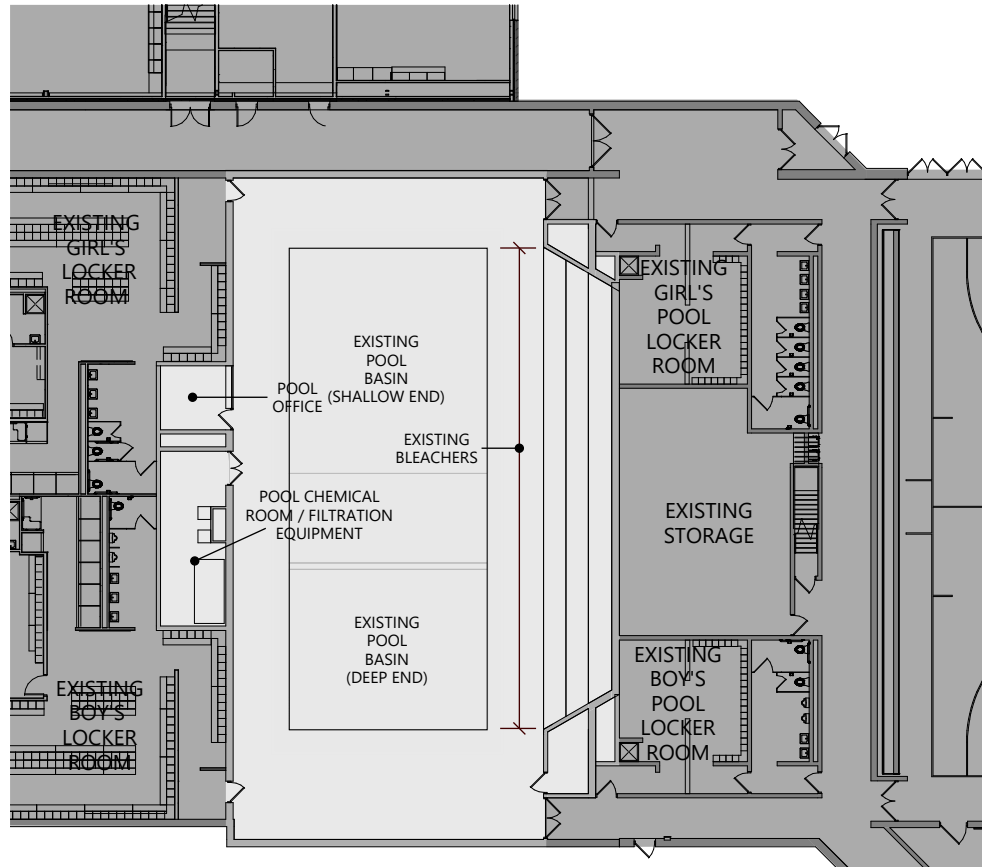 EXISTING
GIRL'S
LOCKER
ROOM
POOL
OFFICE
EXISTING
POOL
BASIN
(SHALLOW END)
EXISTING
BLEACHERS
EXISTING
GIRL'S
POOL
LOCKER
ROOM
POOL CHEMICAL
ROOM / FILTRATION
EQUIPMENT
EXISTING
STORAGE
EXISTING
POOL
BASIN
(DEEP END)
EXISTING
BOY'S
LOCKER
ROOM
EXISTING
BOY'S
POOL
LOCKER
ROOM